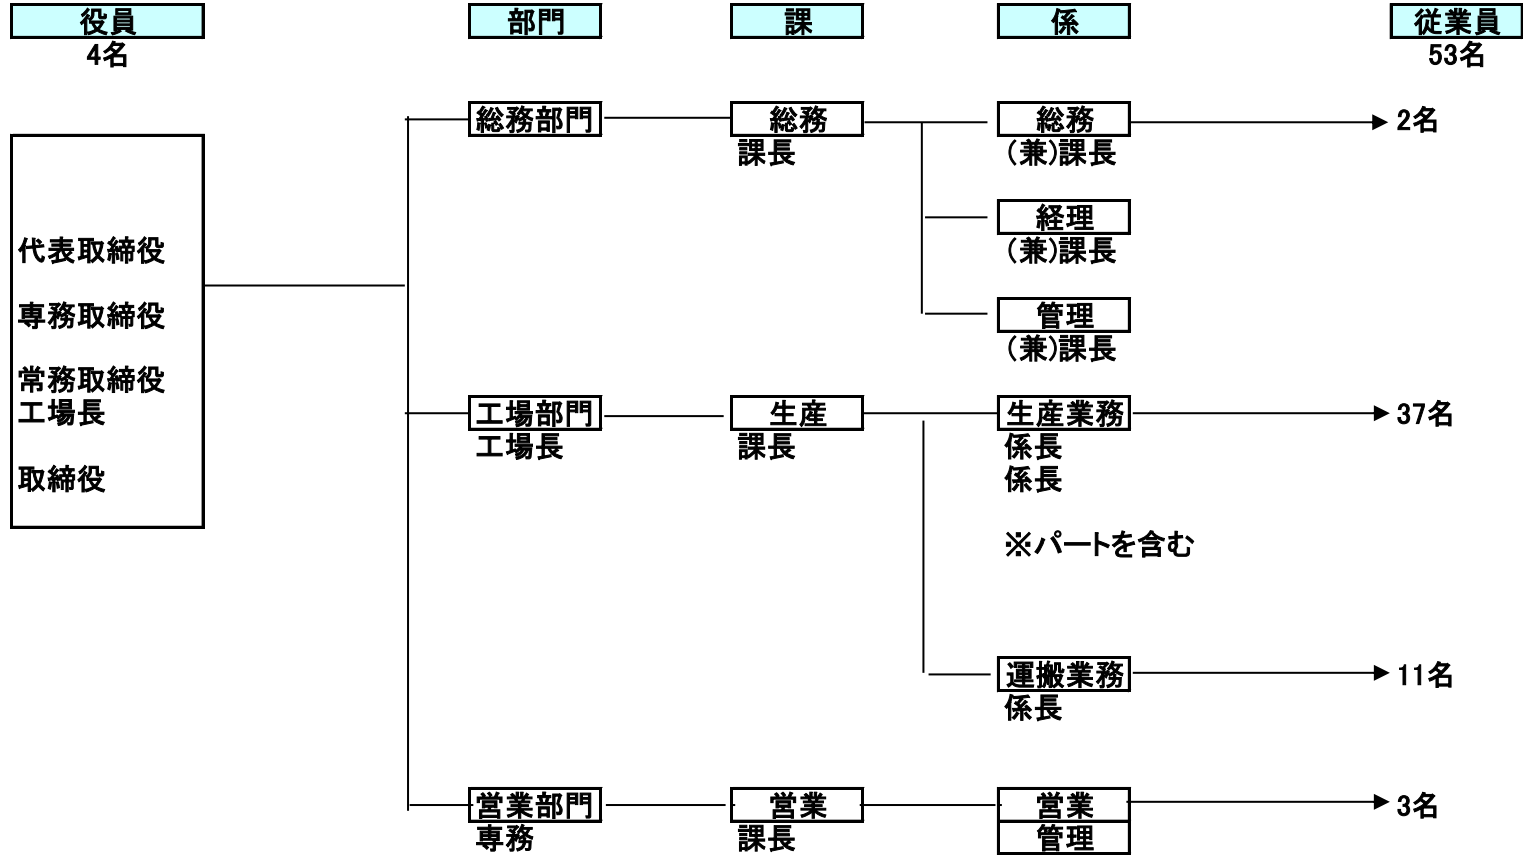 役員
部門
課
係
従業員
4名
53名
総務部門
総務
総務
2名
課長
(兼)課長
経理
(兼)課長
代表取締役
専務取締役
管理
(兼)課長
常務取締役
工場長
工場部門
生産
生産業務
37名
工場長
課長
係長
係長
取締役
※パートを含む
運搬業務
11名
係長
営業部門
営業
営業
3名
専務
課長
管理